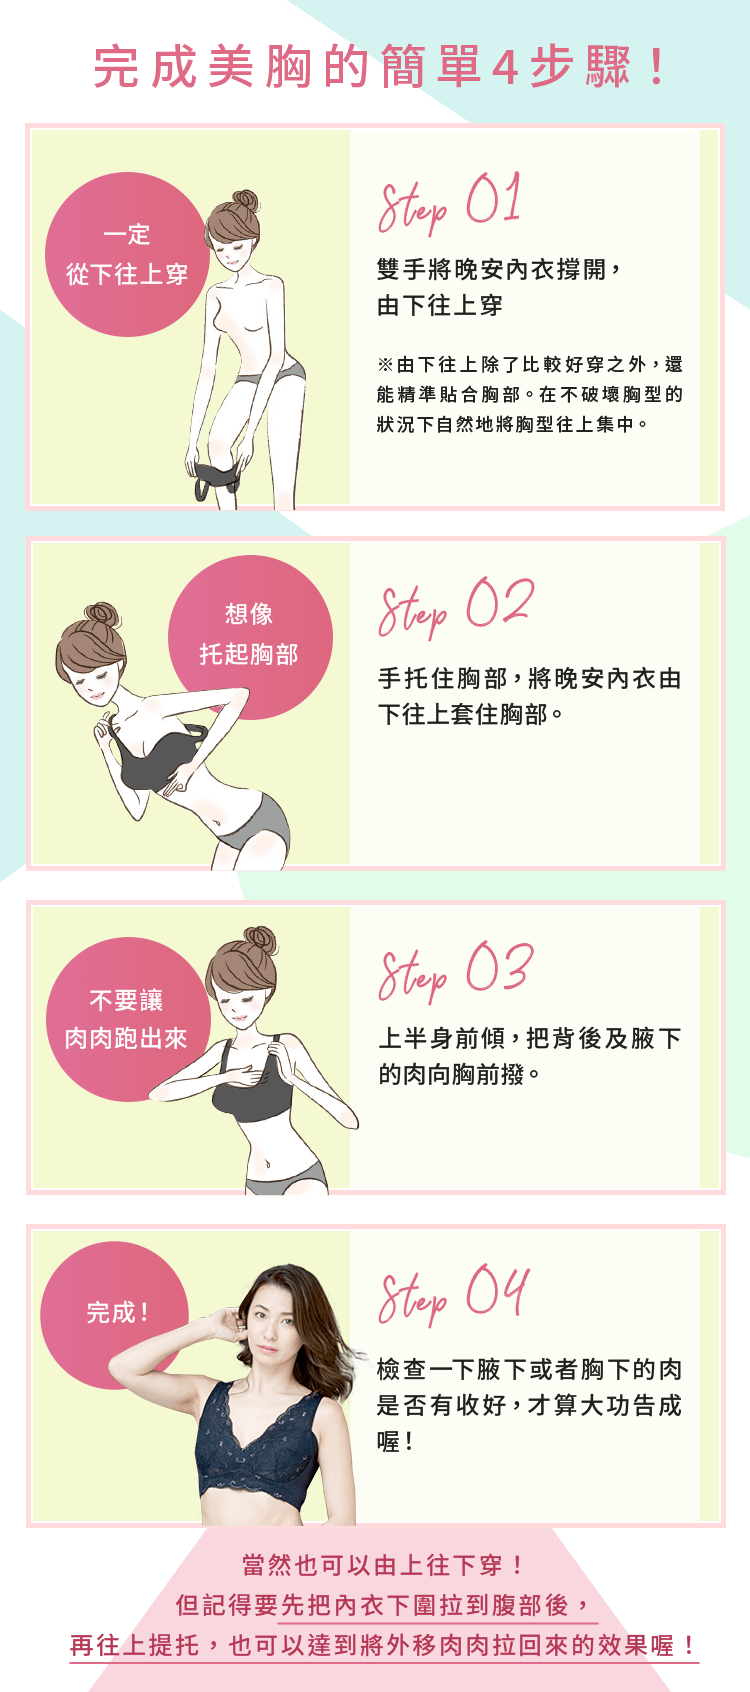 完成美胸的簡單4步驟！
一定
從下往上穿
Step 01
雙手將晚安內衣撐開，
由下往上穿
※由下往上除了比較好穿之外，還
能精準貼合胸部。在不破壞胸型的
狀況下自然地將胸型往上集中。
想像
托起胸部
Step 02
手托住胸部，將晚安內衣由
下往上套住胸部。
不要讓
肉肉跑出來
Step 03
上半身前傾，把背後及腋下
的肉向胸前撥。
完成！
Step 04
檢查一下腋下或者胸下的肉
是否有收好，才算大功告成
喔！
當然也可以由上往下穿！
但記得要先把內衣下圍拉到腹部後，
再往上提托，也可以達到將外移肉肉拉回來的效果喔！